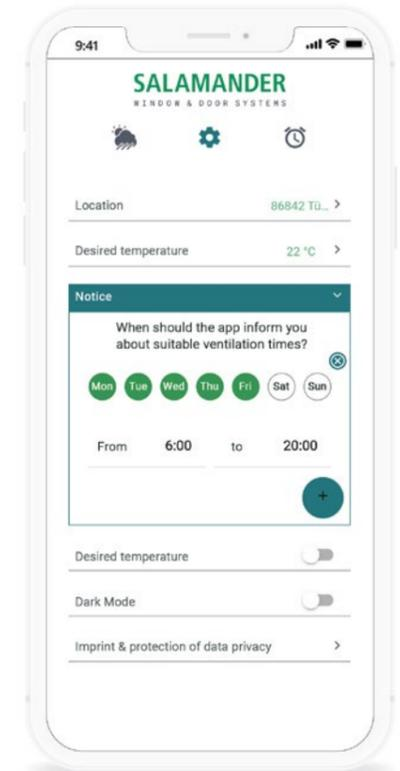 9:41
SALAMANDER
WINDOW & DOOR SYSTEMS
Location 86842 Tü...
Desired temperature 22 °C
Notice
When should the app inform you
about suitable ventilation times?
Mon Tue Wed Thu Fri Sat Sun
From 6:00 to 20:00
+
Desired temperature
Dark Mode
Imprint & protection of data privacy